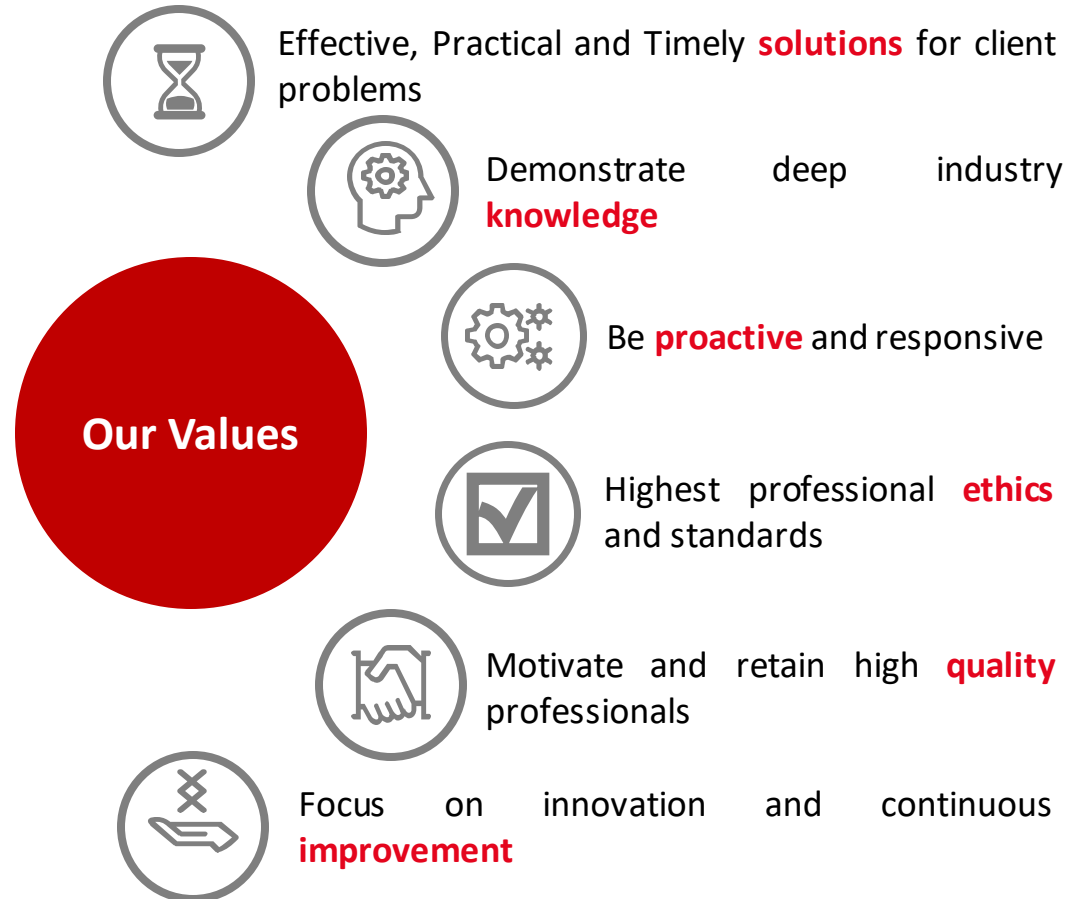 Effective, Practical and Timely solutions for client
problems
Demonstrate deep industry
knowledge
Be proactive and responsive
Our Values
Highest professional ethics
and standards
Motivate and retain high quality
professionals
Focus on innovation and continuous
improvement